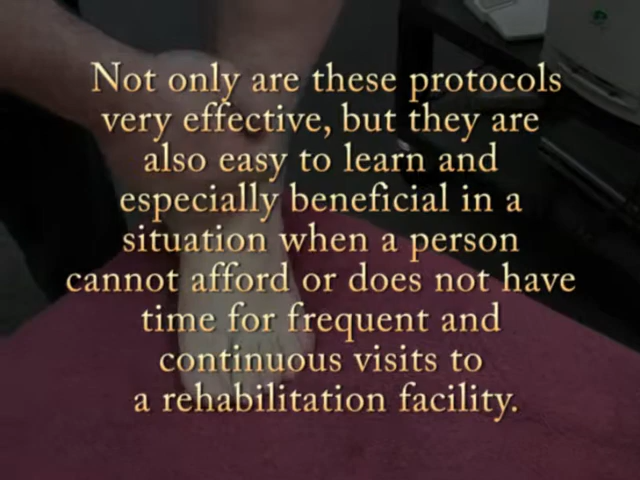 Not only are these protocols
very effective, but they are
also easy to learn and
especially beneficial in a
situation when a person
cannot afford or does not have
time for frequent and
continuous visits to
a rehabilitation facility.